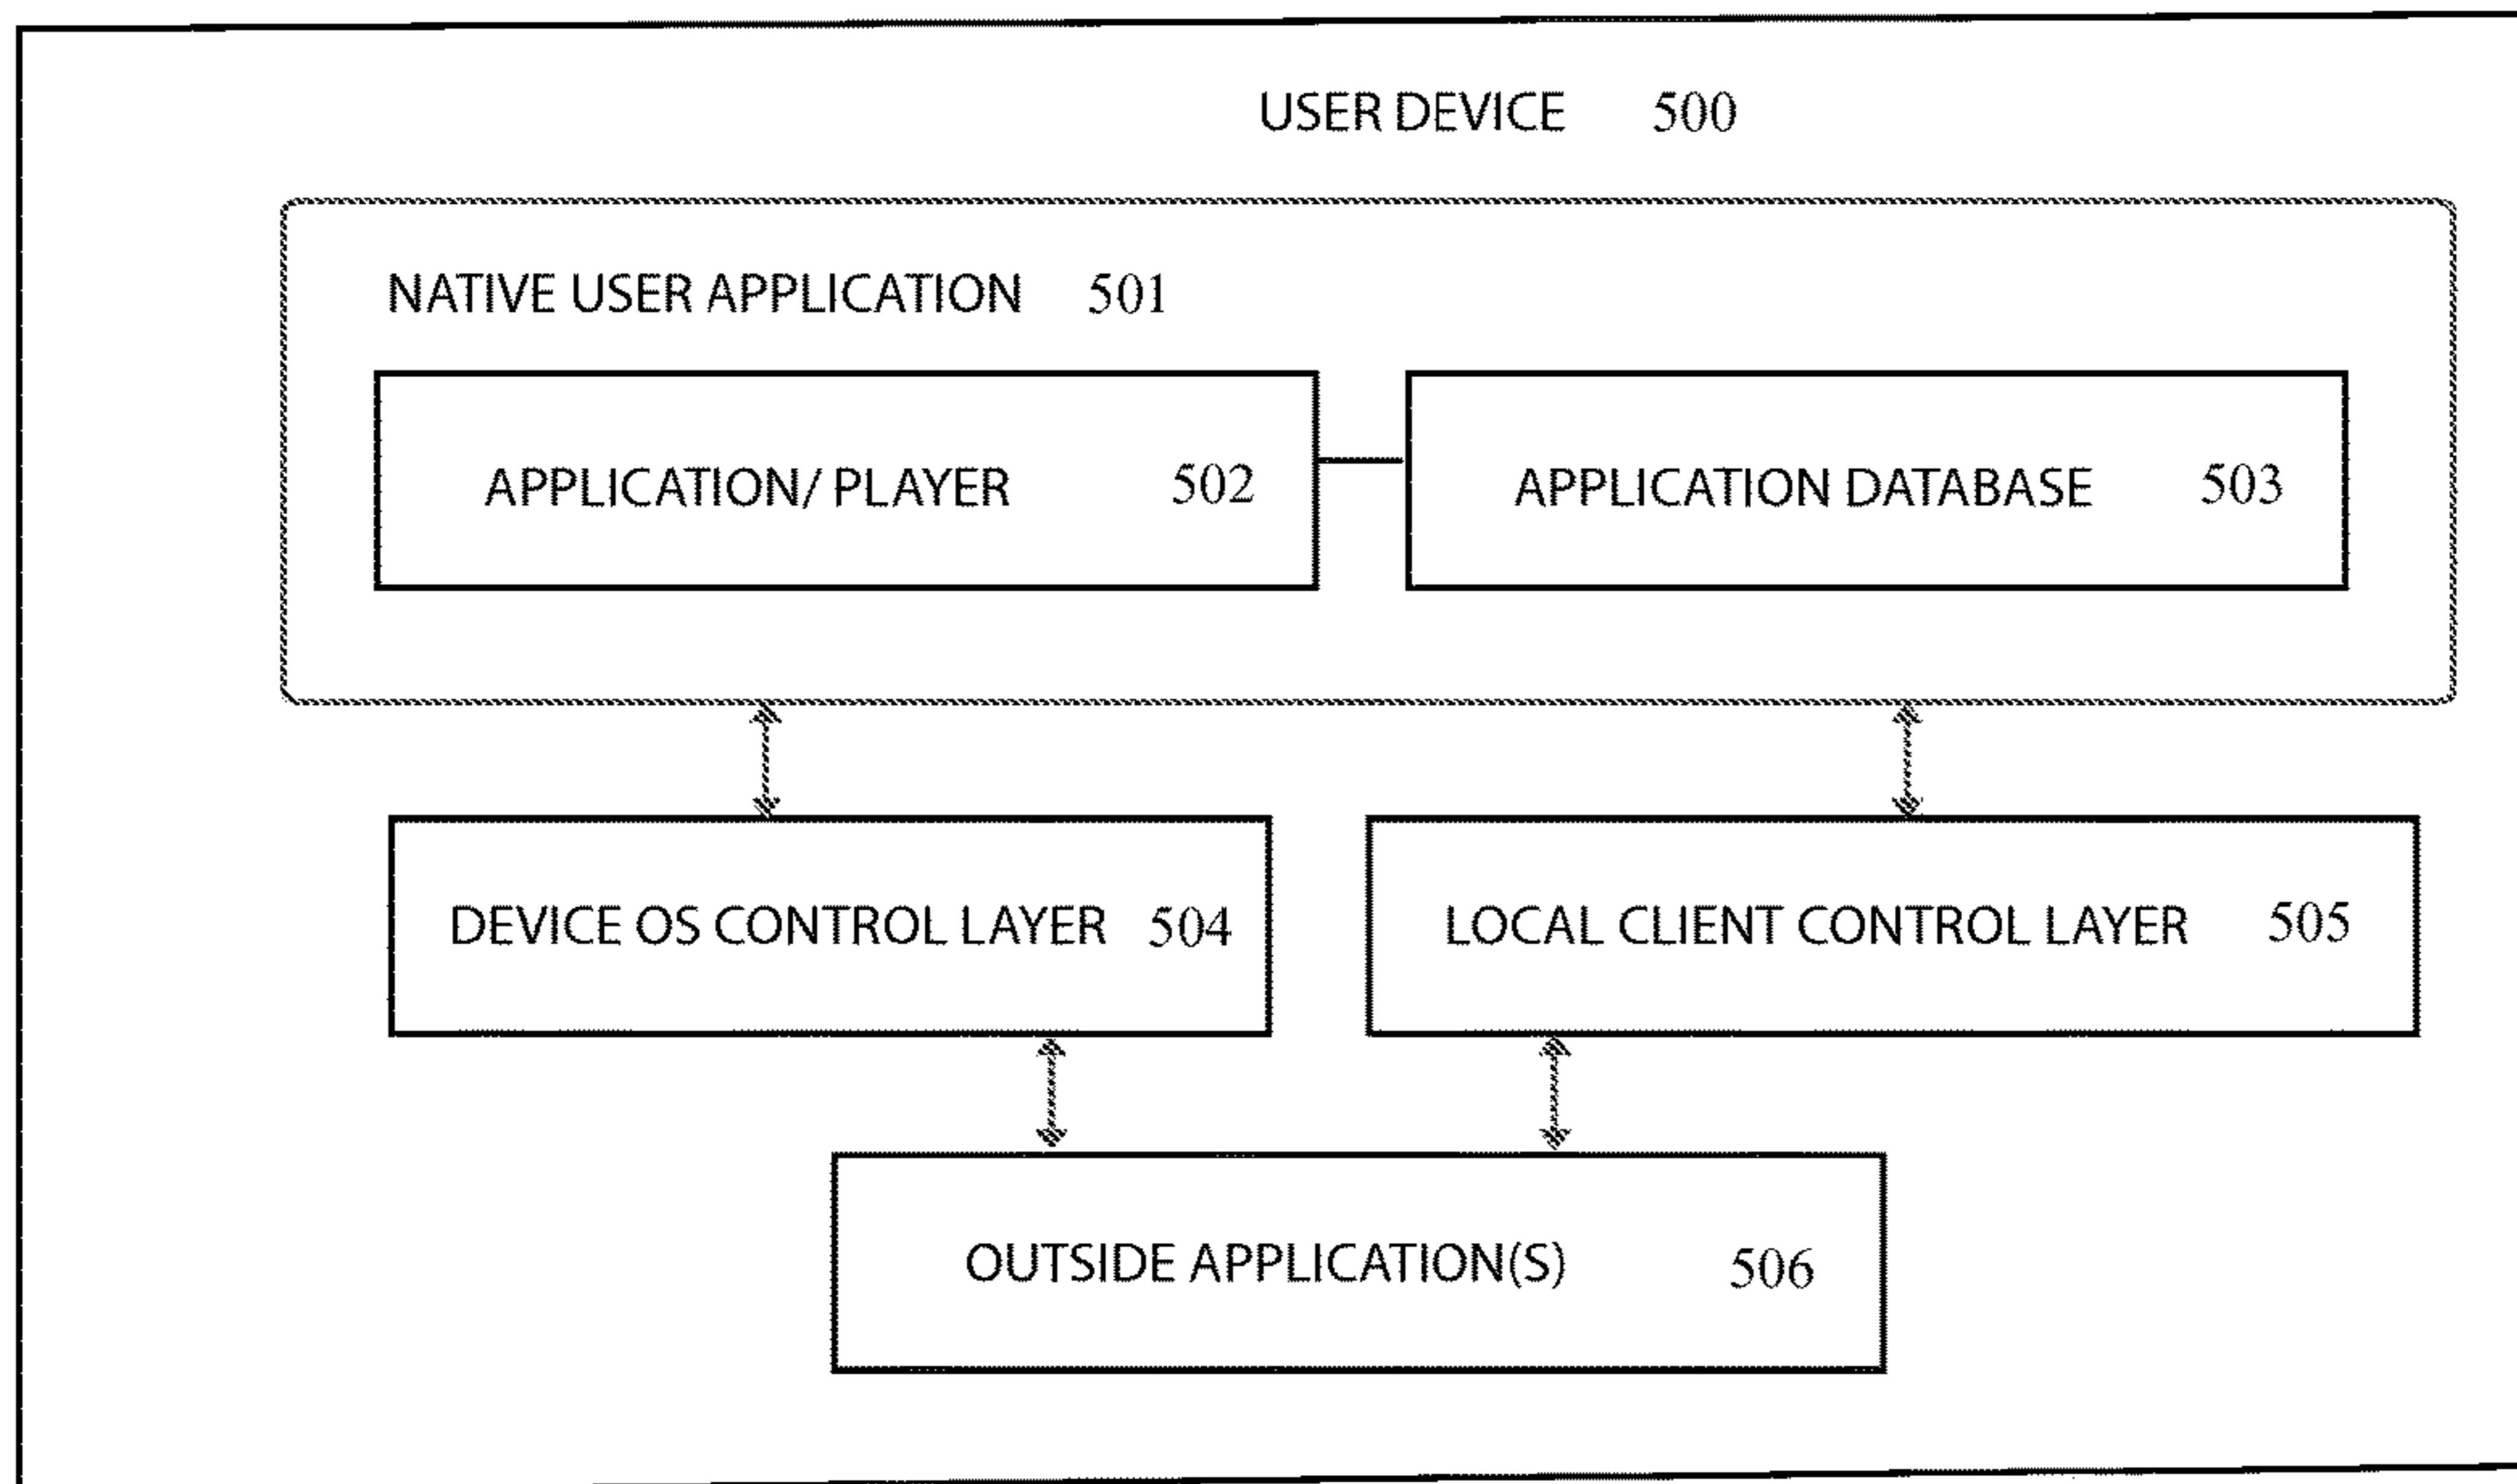 USER DEVICE 500
NATIVE USER APPLICATION 501
APPLICATION/ PLAYER 502
APPLICATION DATABASE 503
DEVICE OS CONTROL LAYER 504
LOCAL CLIENT CONTROL LAYER 505
OUTSIDE APPLICATION(S) 506